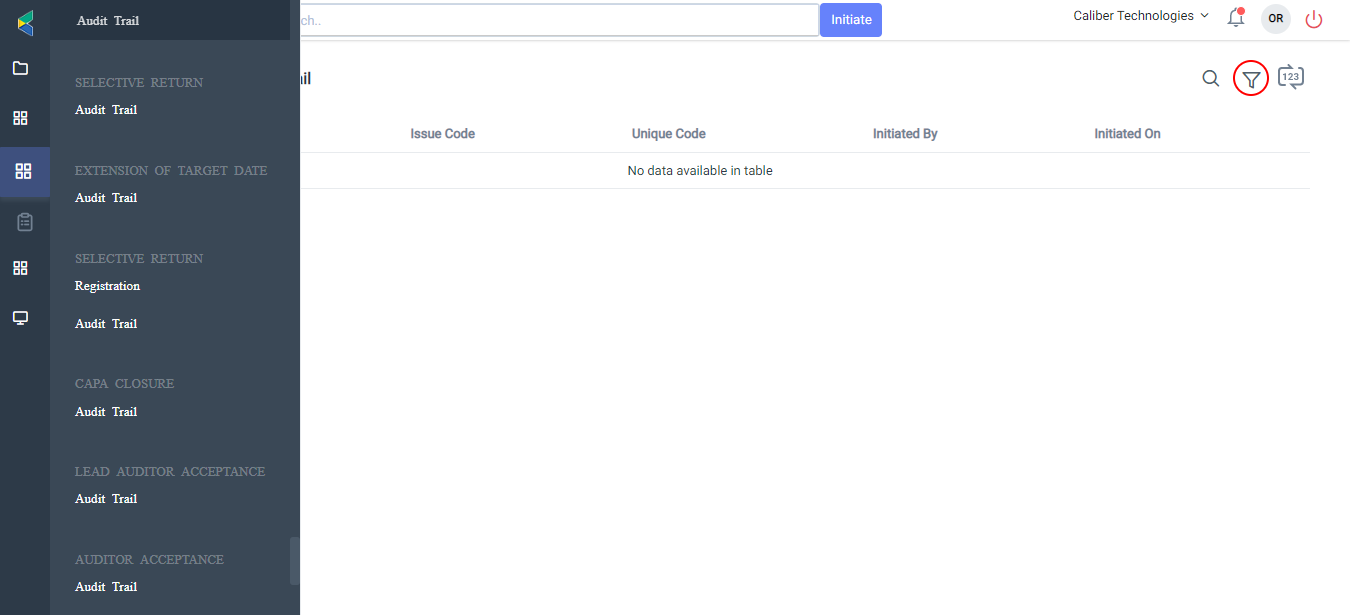 Audit Trail
SELECTIVE RETURN
Audit Trail
EXTENSION OF TARGET DATE
Audit Trail
SELECTIVE RETURN
Registration
Audit Trail
CAPA CLOSURE
Audit Trail
LEAD AUDITOR ACCEPTANCE
Audit Trail
AUDITOR ACCEPTANCE
Audit Trail
ch..
Initiate
Caliber Technologies
OR
ail
123
Issue Code
Unique Code
Initiated By
Initiated On
No data available in table